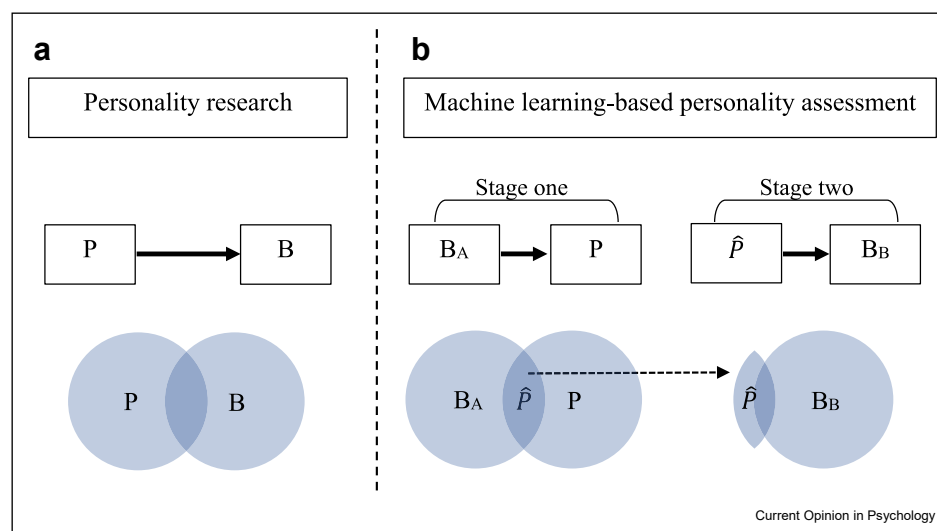 a
Personality research
P
B
P
B
b
Machine learning-based personality assessment
Stage one
Stage two
BA
P
P̂
BB
BA
P̂
P
P̂
BB
Current Opinion in Psychology